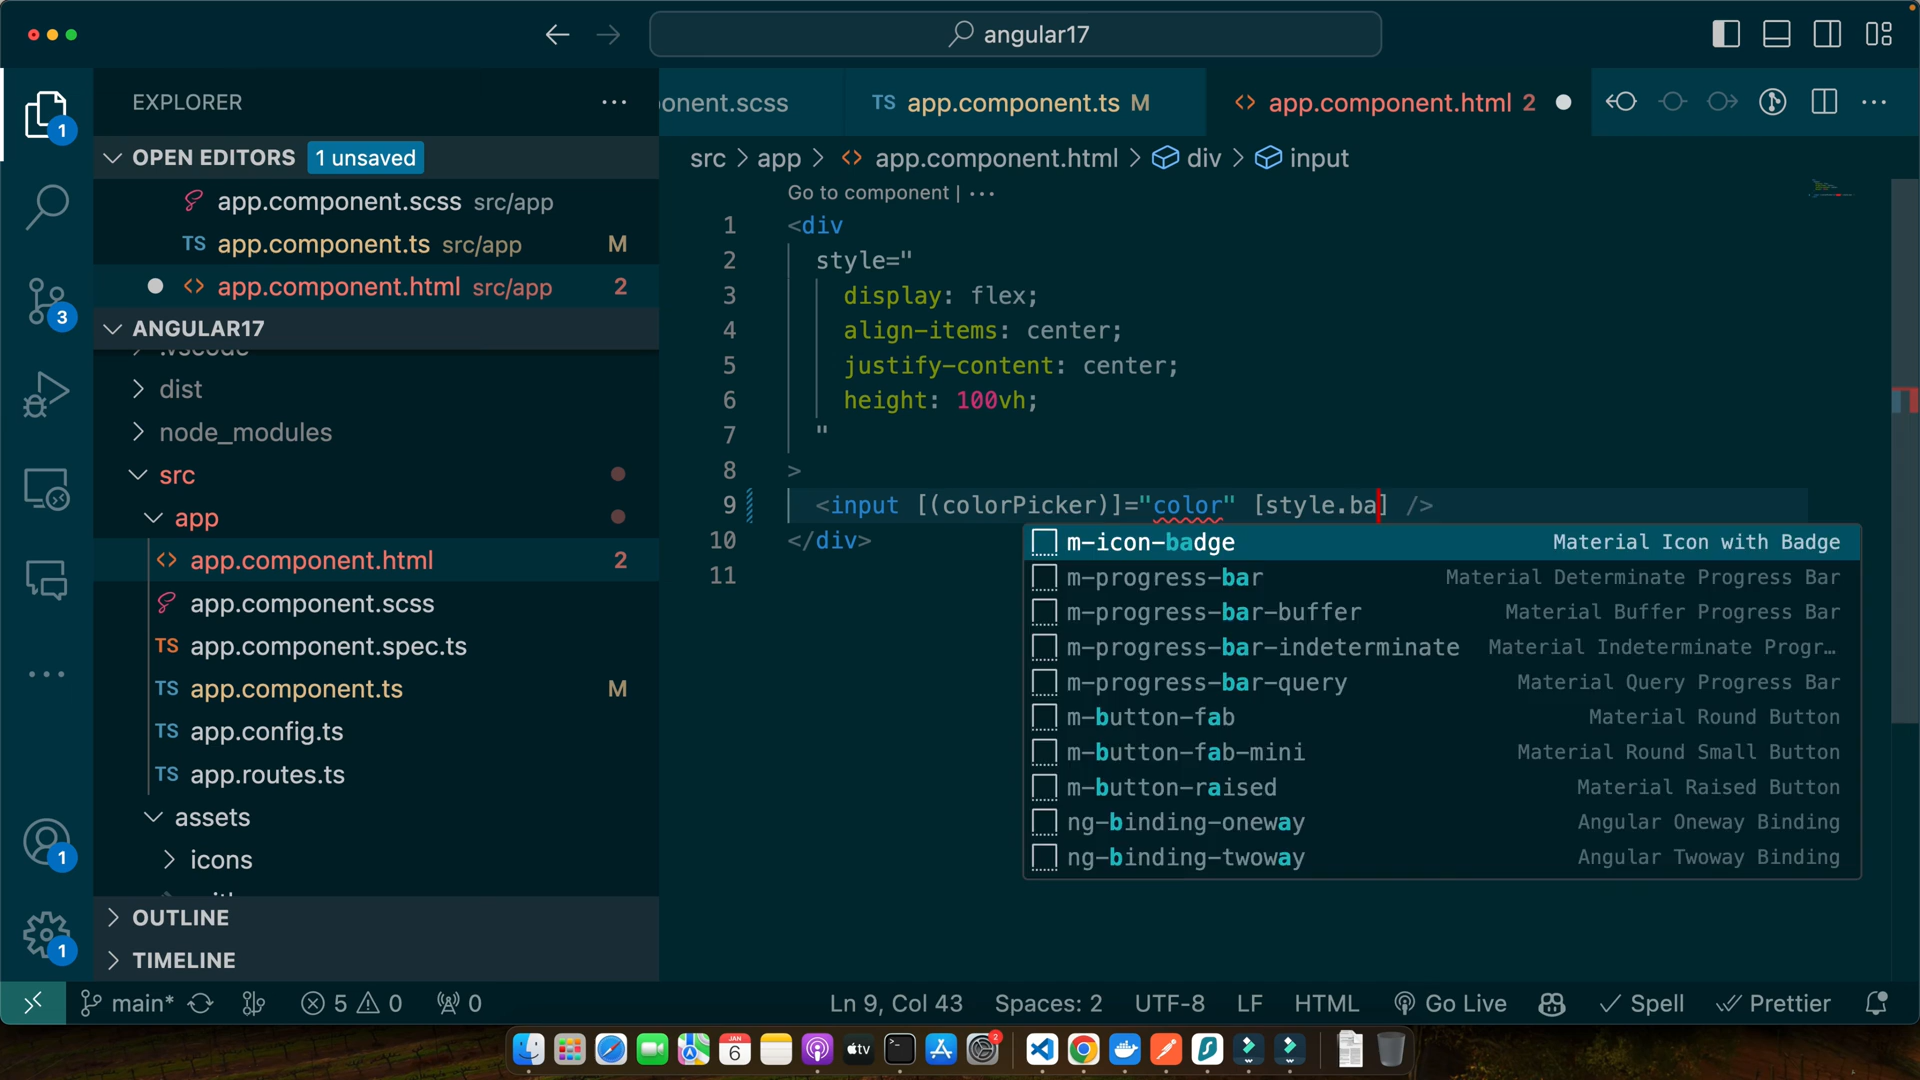 angular17
EXPLORER
onent.scss
TS app.component.ts M
<> app.component.html 2
1
OPEN EDITORS 1 unsaved
src > app > <> app.component.html > div > input
app.component.scss src/app
Go to component | ...
TS app.component.ts src/app M
<> app.component.html src/app 2
3
ANGULAR17
.vscode
dist
node_modules
src
app
<> app.component.html 2
app.component.scss
TS app.component.spec.ts
TS app.component.ts M
TS app.config.ts
TS app.routes.ts
assets
icons
1
1
OUTLINE
TIMELINE
1 <div
2 style="
3 display: flex;
4 align-items: center;
5 justify-content: center;
6 height: 100vh;
7 "
8 >
9 <input [(colorPicker)]="color" [style.ba] />
10 </div>
11
m-icon-badge Material Icon with Badge
m-progress-bar Material Determinate Progress Bar
m-progress-bar-buffer Material Buffer Progress Bar
m-progress-bar-indeterminate Material Indeterminate Progr…
m-progress-bar-query Material Query Progress Bar
m-button-fab Material Round Button
m-button-fab-mini Material Round Small Button
m-button-raised Material Raised Button
ng-binding-oneway Angular Oneway Binding
ng-binding-twoway Angular Twoway Binding
main* 5 0 0 Ln 9, Col 43 Spaces: 2 UTF-8 LF HTML Go Live Spell Prettier
JAN
6
tv
2